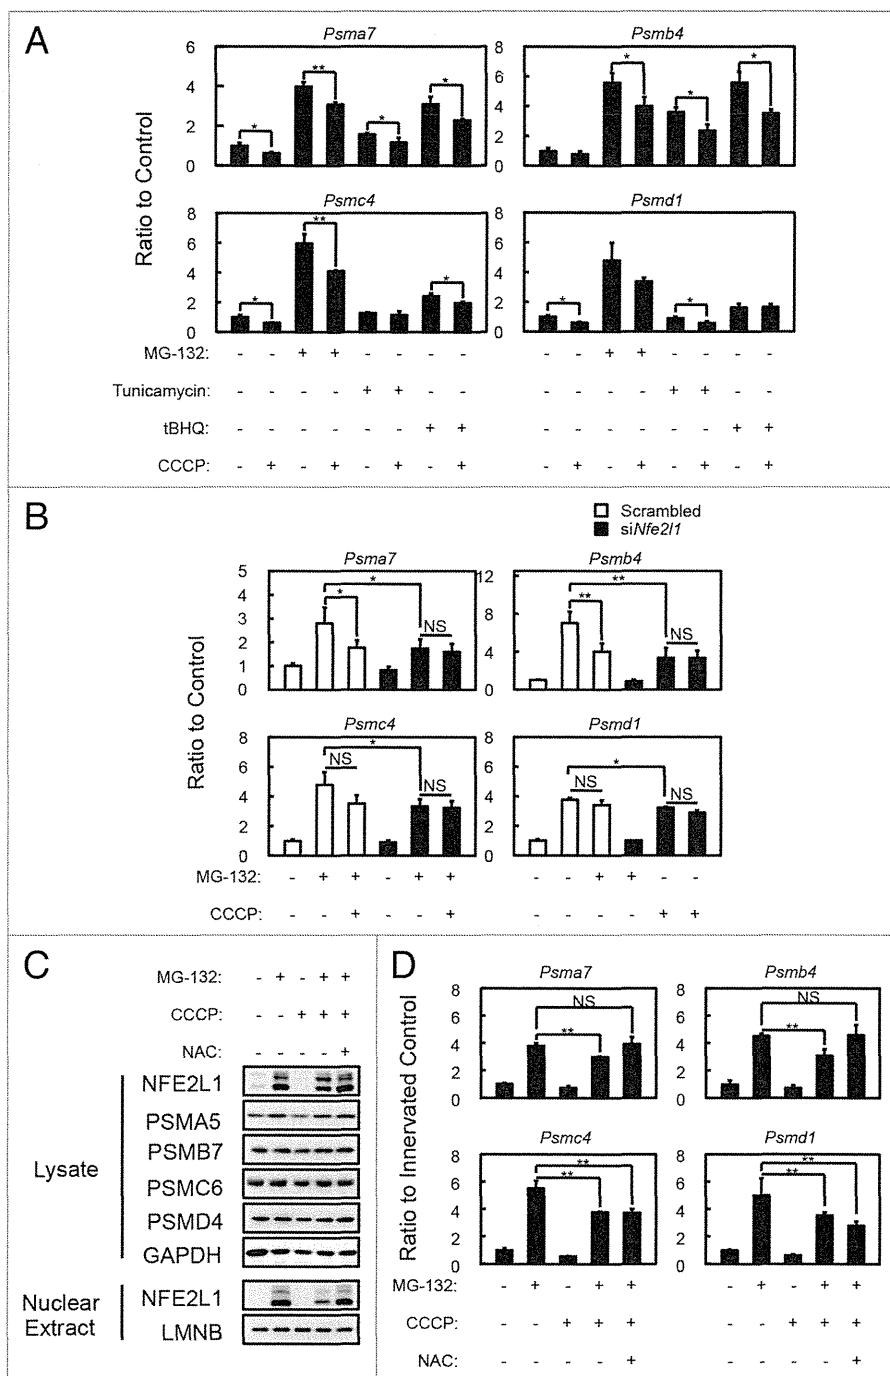 A
Psma7
Psmb4
6
4
2
0
** * * *
8
6
4
2
0
* * *
Ratio to Control
Psmc4
Psmd1
8
6
4
2
0
* ** *
8
6
4
2
0
* *
MG-132: - - + + - - - - - - + + - - - -
Tunicamycin: - - - - + + - - - - - - + + - -
tBHQ: - - - - - - + + - - - - - - + +
CCCP: - + - + - + - + - + - + - + - +
B
Scrambled
siNfe2l1
Psma7
Psmb4
5
4
3
2
1
0
* * NS
12
8
4
0
** ** NS
Ratio to Control
Psmc4
Psmd1
8
6
4
2
0
NS * NS
8
6
4
2
0
NS * NS
MG-132: - + + - + + - - + + - -
CCCP: - - + - - + - - - - + +
C
MG-132: - + - + +
CCCP: - - + + +
NAC: - - - - +
Lysate
NFE2L1
PSMA5
PSMB7
PSMC6
PSMD4
GAPDH
Nuclear Extract
NFE2L1
LMNB
D
Psma7
Psmb4
8
6
4
2
0
NS
**
8
6
4
2
0
NS
**
Ratio to Innervated Control
Psmc4
Psmd1
8
6
4
2
0
**
**
8
6
4
2
0
**
**
MG-132: - + - + + - + - + +
CCCP: - - + + + - - + + +
NAC: - - - - + - - - - +